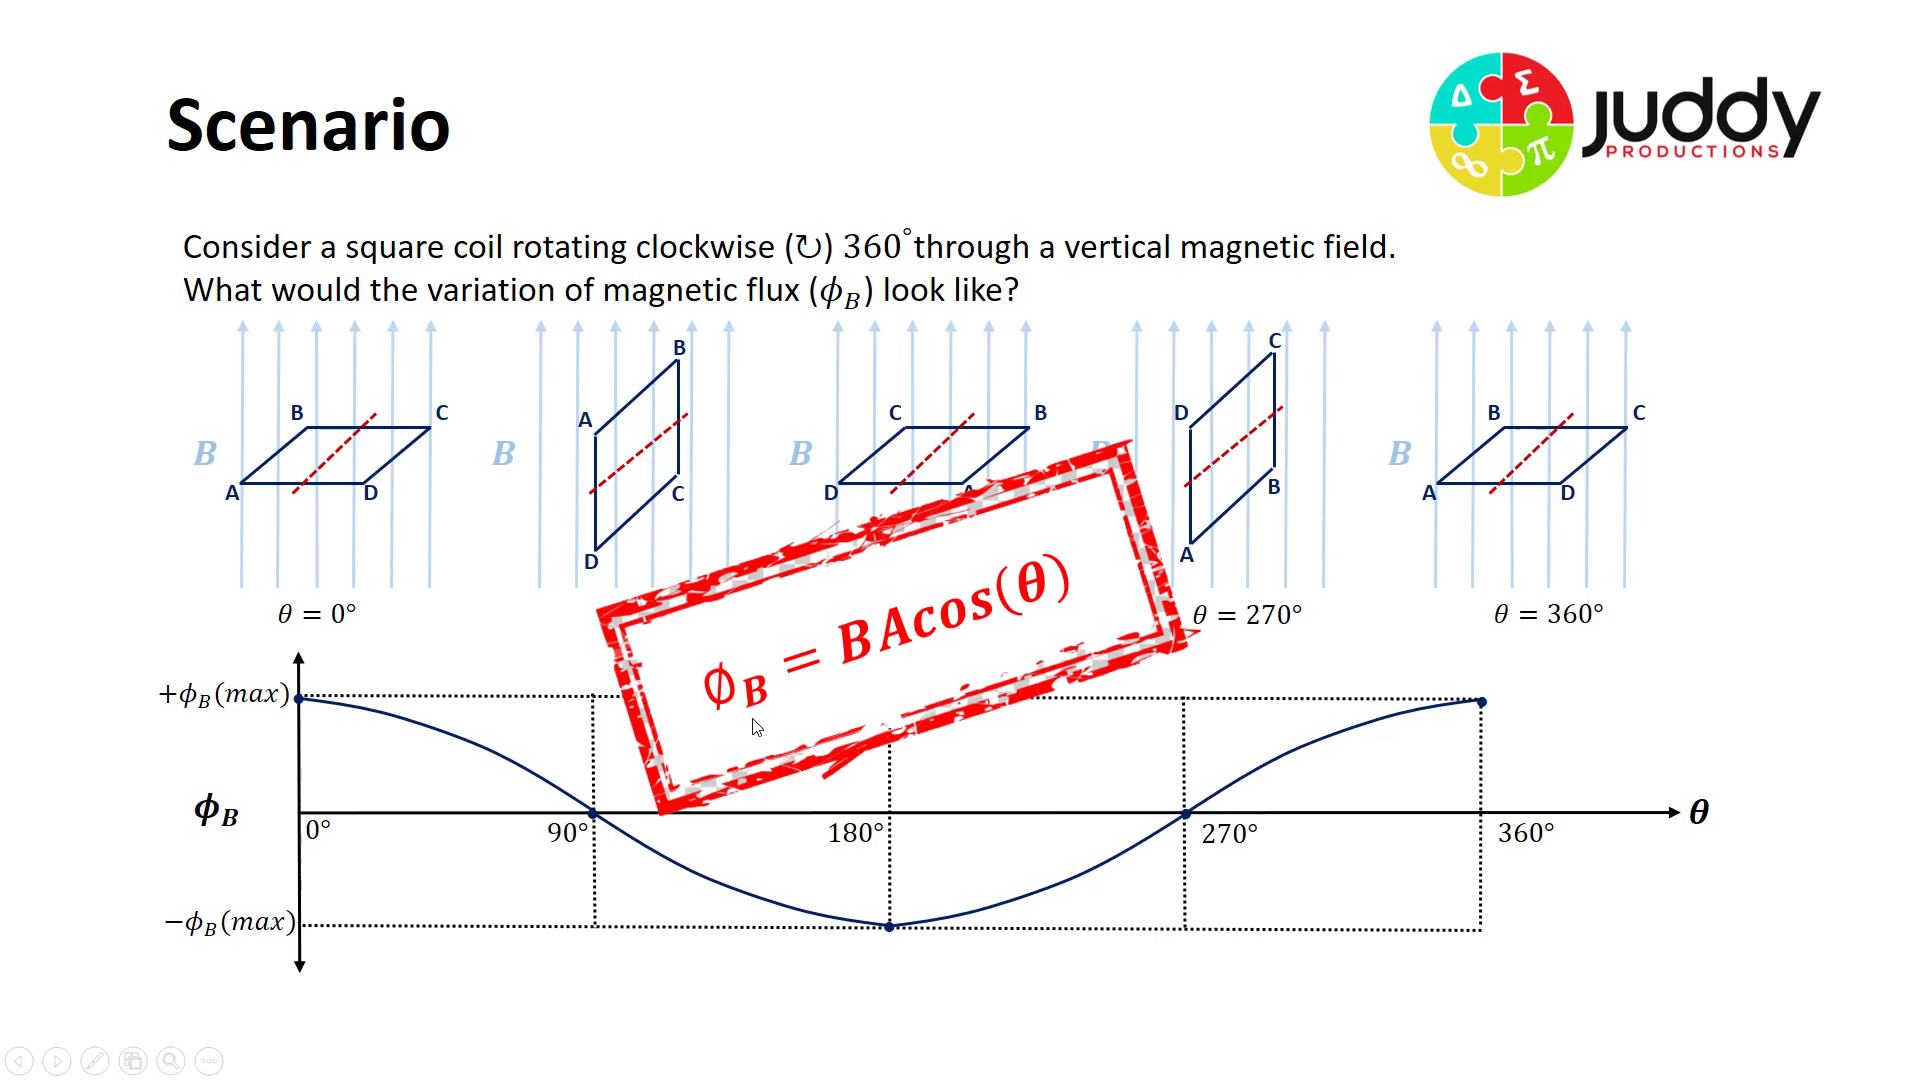 Scenario
Δ Σ
∞ π
juddy
PRODUCTIONS
Consider a square coil rotating clockwise (↻) 360° through a vertical magnetic field.
What would the variation of magnetic flux (ϕ_B) look like?
B A B C D
B A B C D
B D C B A
D C B A
B A B C D
θ = 0°
θ = 270°
θ = 360°
∅_B = BAcos(θ)
+ϕ_B(max)
ϕ_B
0° 90° 180° 270° 360° θ
−ϕ_B(max)